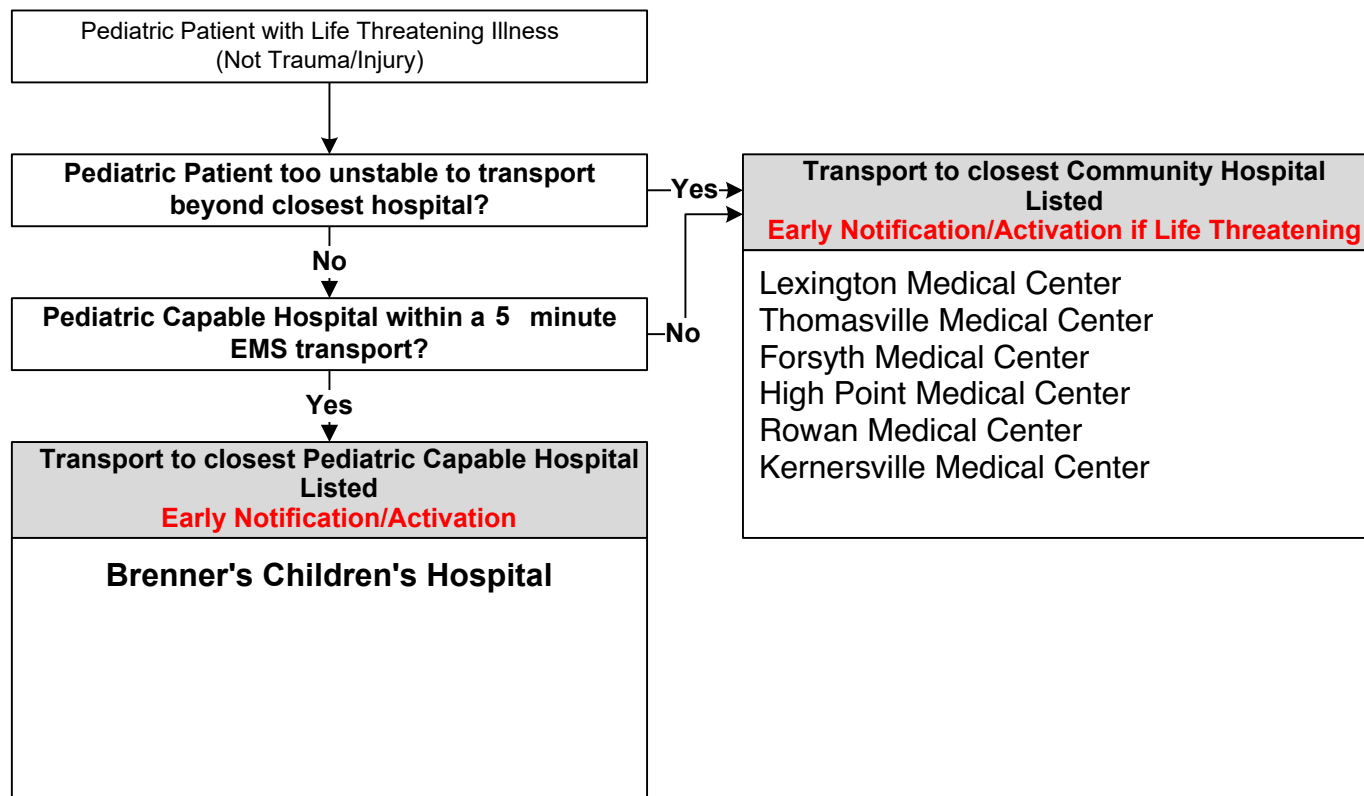 Pediatric Patient with Life Threatening Illness
(Not Trauma/Injury)
Pediatric Patient too unstable to transport
beyond closest hospital?
Yes
Transport to closest Community Hospital
Listed
Early Notification/Activation if Life Threatening
Lexington Medical Center
Thomasville Medical Center
Forsyth Medical Center
High Point Medical Center
Rowan Medical Center
Kernersville Medical Center
No
Pediatric Capable Hospital within a 5 minute
EMS transport?
No
Yes
Transport to closest Pediatric Capable Hospital
Listed
Early Notification/Activation
Brenner's Children's Hospital